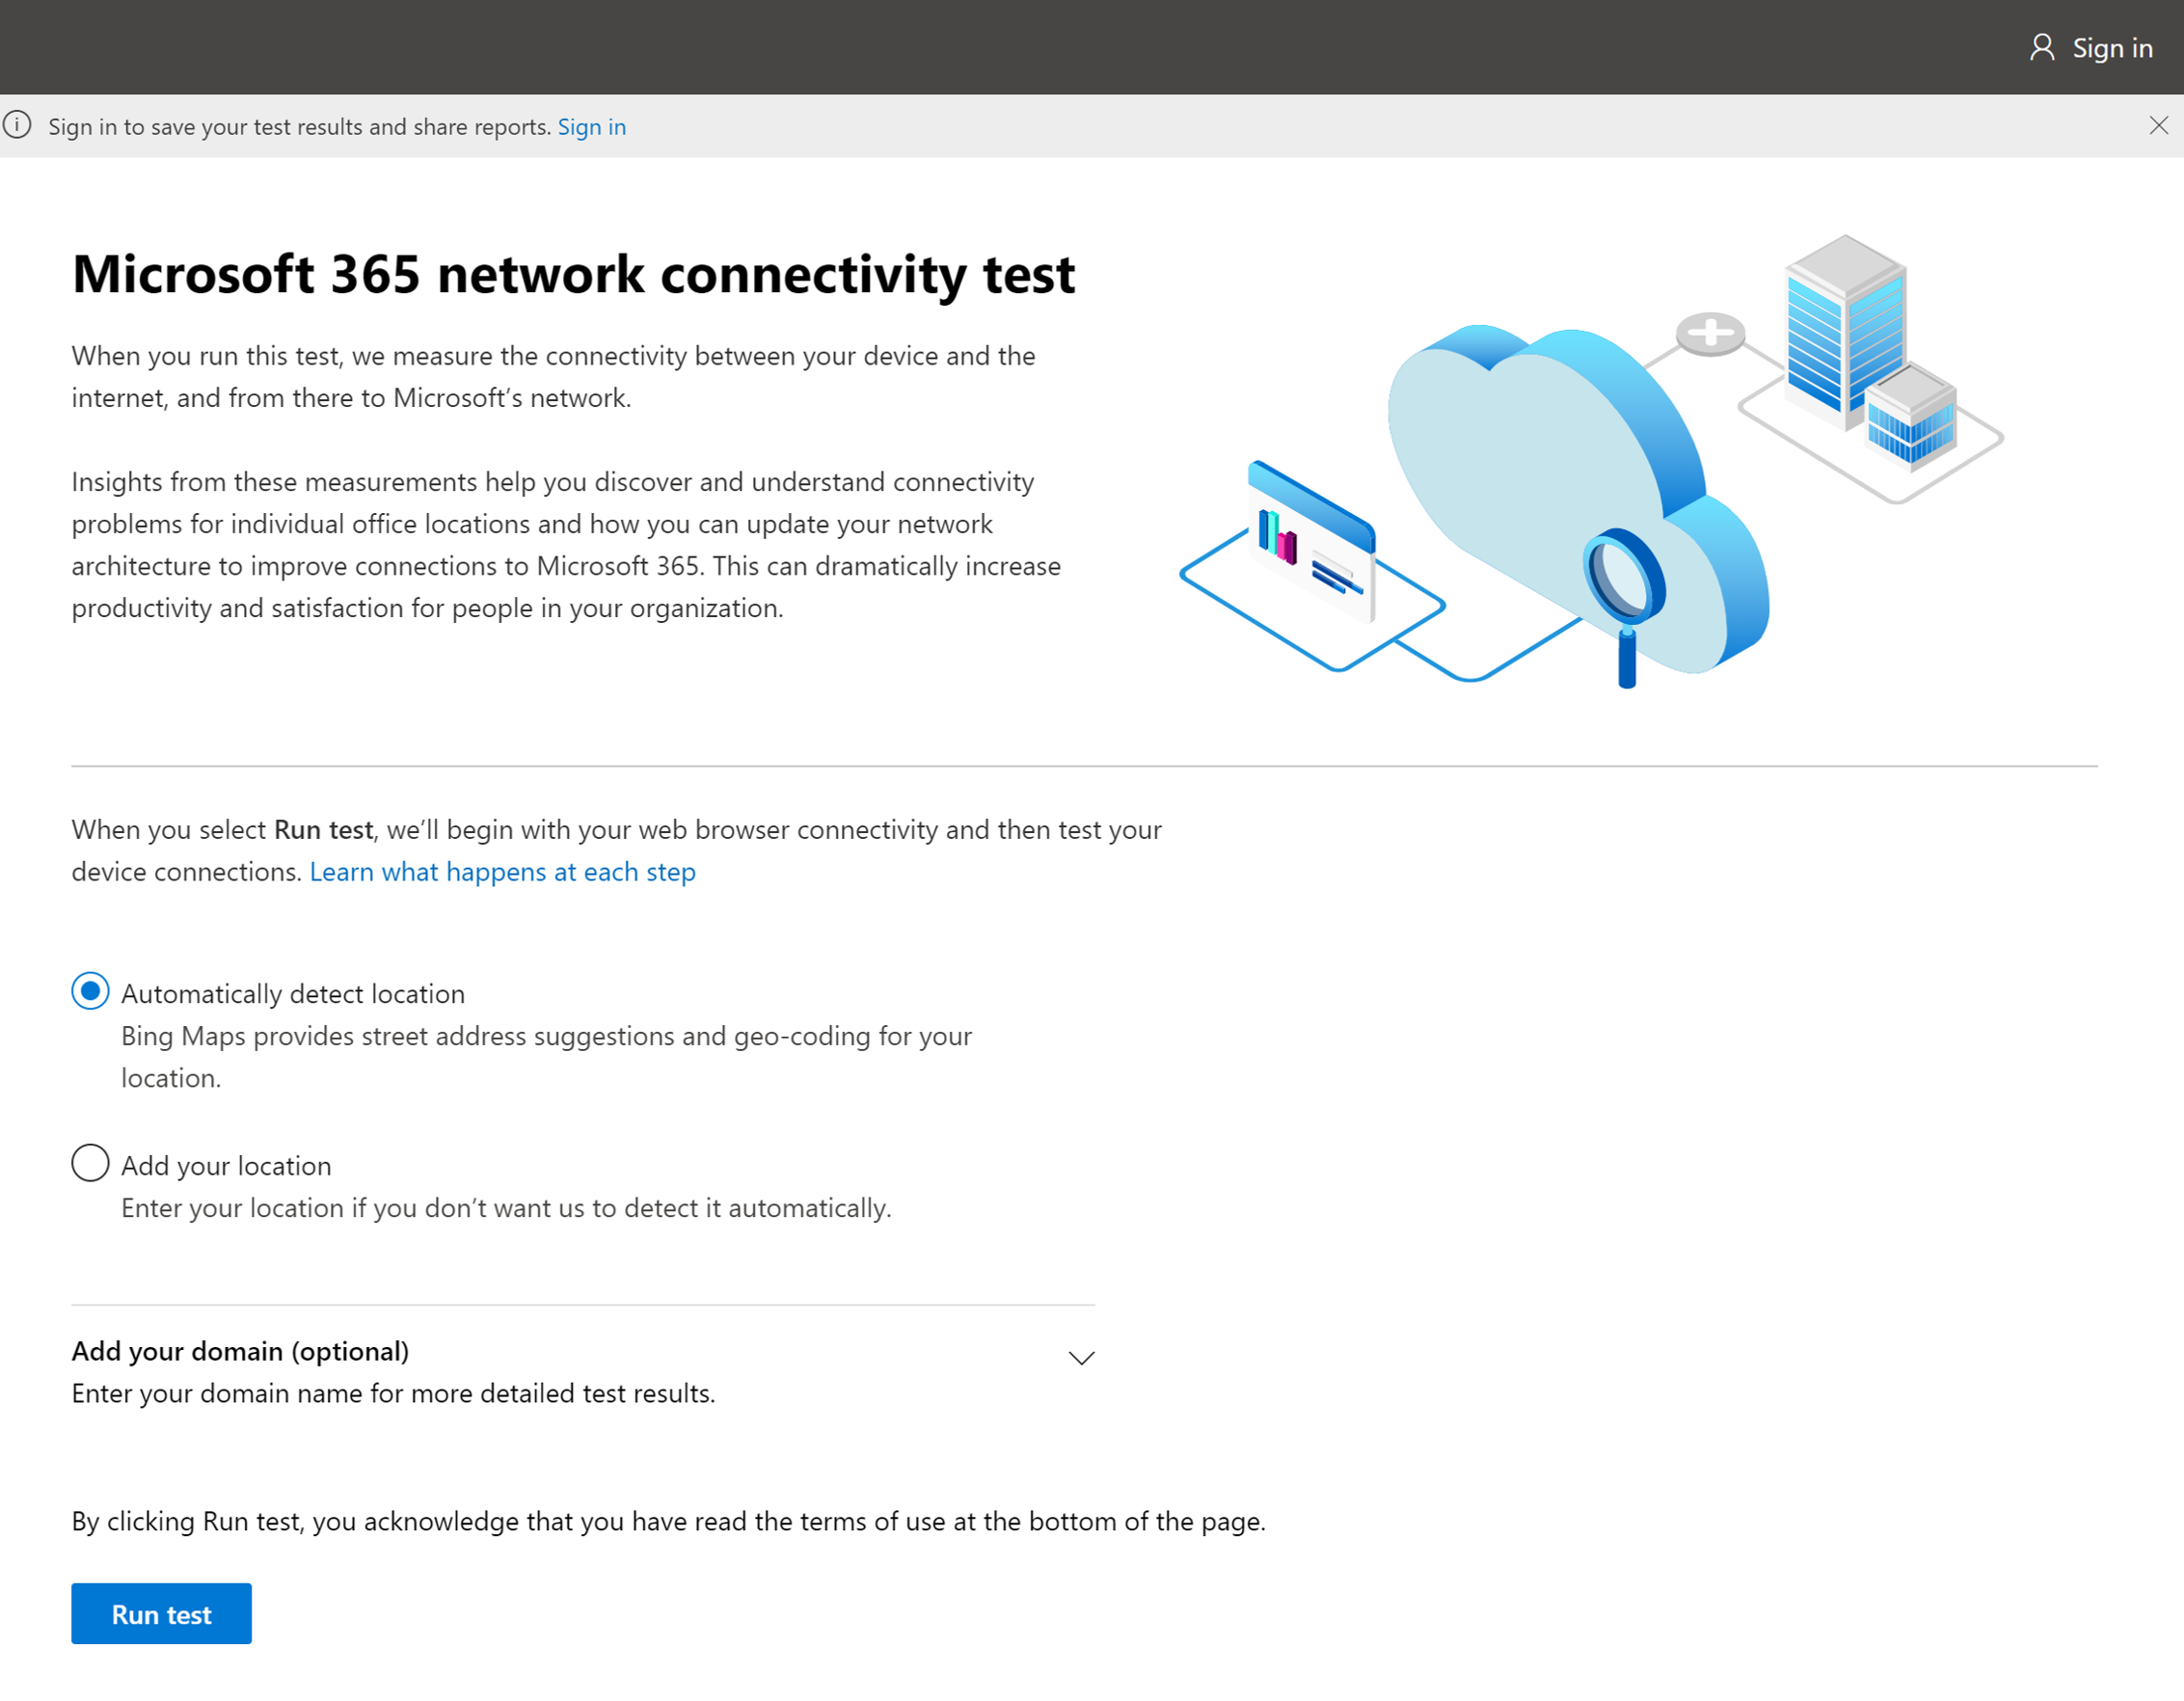 Sign in
Sign in to save your test results and share reports. Sign in
Microsoft 365 network connectivity test
When you run this test, we measure the connectivity between your device and the
internet, and from there to Microsoft’s network.
Insights from these measurements help you discover and understand connectivity
problems for individual office locations and how you can update your network
architecture to improve connections to Microsoft 365. This can dramatically increase
productivity and satisfaction for people in your organization.
When you select Run test, we’ll begin with your web browser connectivity and then test your
device connections. Learn what happens at each step
Automatically detect location
Bing Maps provides street address suggestions and geo-coding for your
location.
Add your location
Enter your location if you don’t want us to detect it automatically.
Add your domain (optional)
Enter your domain name for more detailed test results.
By clicking Run test, you acknowledge that you have read the terms of use at the bottom of the page.
Run test